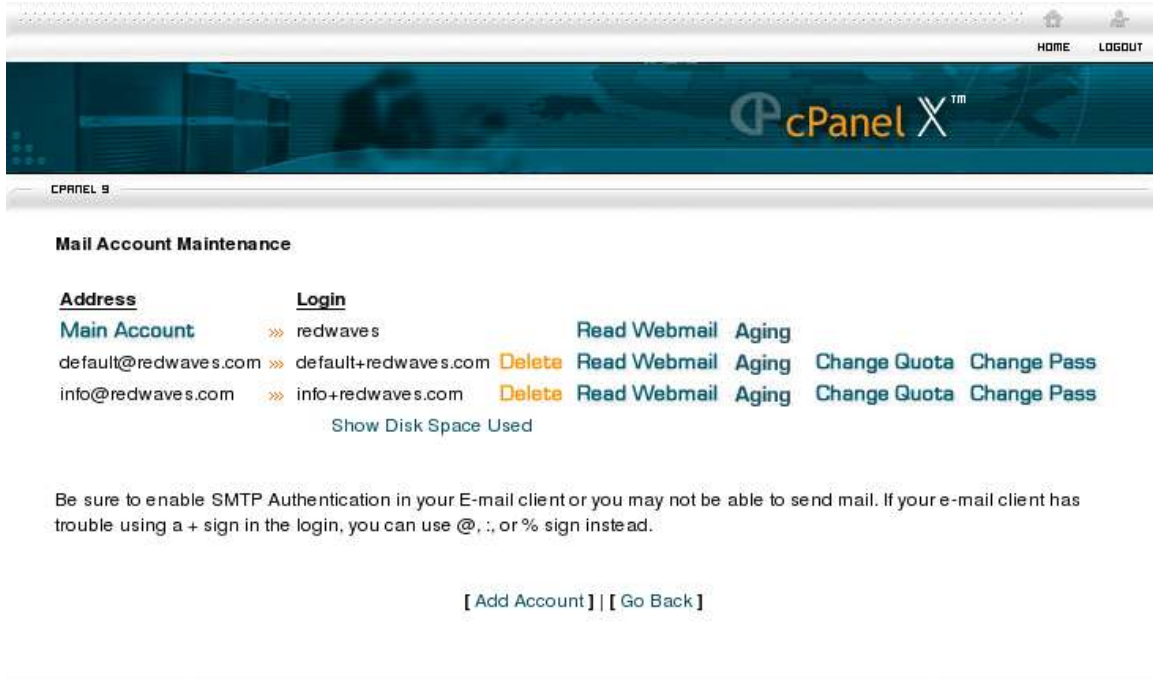 HOME LOGOUT
cPanel X™
CPANEL 9
Mail Account Maintenance
Address Login
Main Account »» redwaves Read Webmail Aging
default@redwaves.com »» default+redwaves.com Delete Read Webmail Aging Change Quota Change Pass
info@redwaves.com »» info+redwaves.com Delete Read Webmail Aging Change Quota Change Pass
Show Disk Space Used
Be sure to enable SMTP Authentication in your E-mail client or you may not be able to send mail. If your e-mail client has
trouble using a + sign in the login, you can use @, :, or % sign instead.
[ Add Account ] | [ Go Back ]